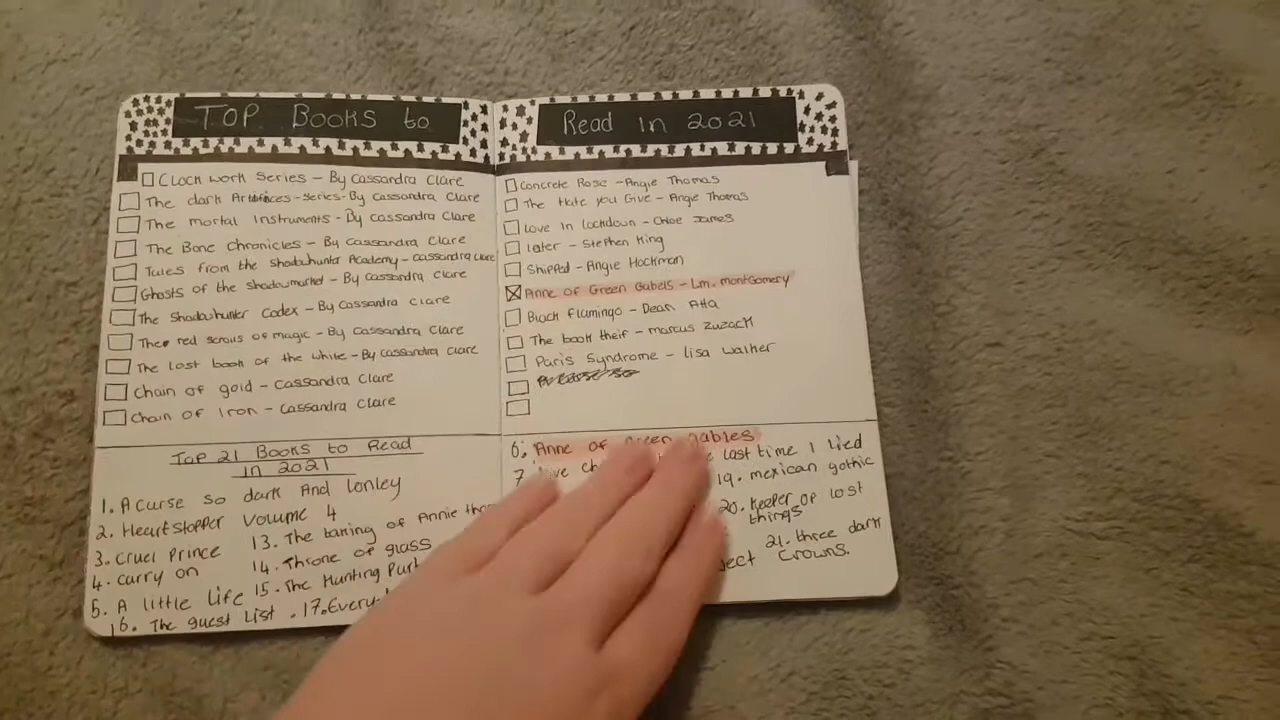 Top Books to
Read in 2021
Clock work Series - By Cassandra Clare
The dark Artifices - series - By Cassandra Clare
The mortal Instruments - By Cassandra Clare
The Bane Chronicles - By Cassandra Clare
Tales from the Shadowhunter Academy - cassandra clare
Ghosts of the shadowmarket - By Cassandra Clare
The Shadowhunter Codex - By Cassandra Clare
The red scrolls of magic - By Cassandra Clare
The lost book of the white - By Cassandra Clare
Chain of gold - Cassandra Clare
Chain of Iron - Cassandra Clare
Concrete Rose - Angie Thomas
The Hate you Give - Angie Thomas
Love in Lockdown - Chloe James
Later - Stephen King
Shipped - Angie Hockman
Anne of Green Gabels - Lm. montGomery
Black flamingo - Dean Atta
The book theif - marcus zuzack
Paris Syndrome - Lisa walker
Top 21 Books to Read
in 2021
1. A curse so dark And lonley
2. Heartstopper volume 4
3. Cruel Prince
4. Carry on
5. A little life
13. The taking of Annie
14. Throne of glass
15. The Hunting
16. The guest list
17.
6. Anne of Green gables
7.
last time I lied
19. mexican gothic
20. Keeper of lost
things
21. three dark
Crowns.